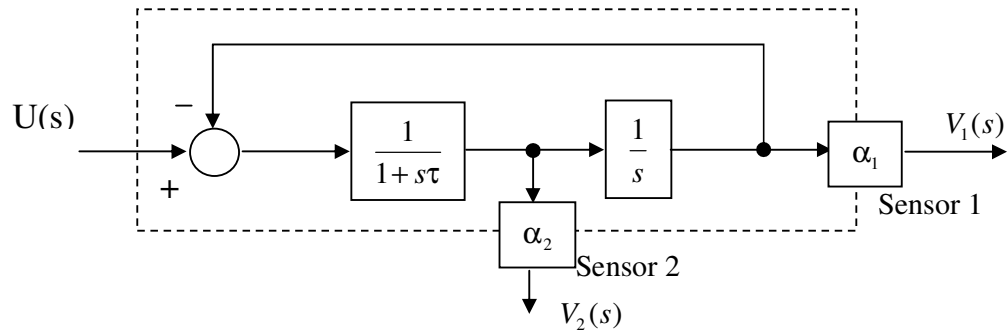 −
U(s)
+
1
1 + sτ
1
s
α₁
V₁(s)
Sensor 1
α₂
Sensor 2
V₂(s)